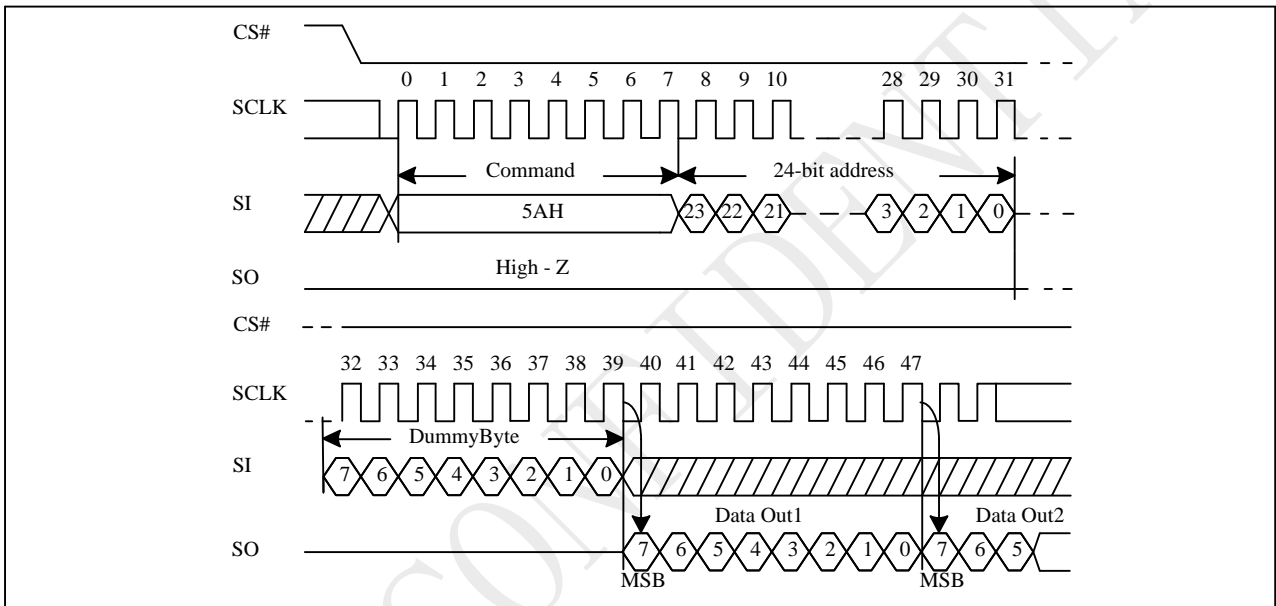 CS#
0 1 2 3 4 5 6 7 8 9 10 28 29 30 31
SCLK
Command 24-bit address
SI 5AH 23 22 21 3 2 1 0
High - Z
SO
CS#
32 33 34 35 36 37 38 39 40 41 42 43 44 45 46 47
SCLK
DummyByte
SI 7 6 5 4 3 2 1 0
Data Out1 Data Out2
SO 7 6 5 4 3 2 1 0 7 6 5
MSB MSB
CONFIDENTI